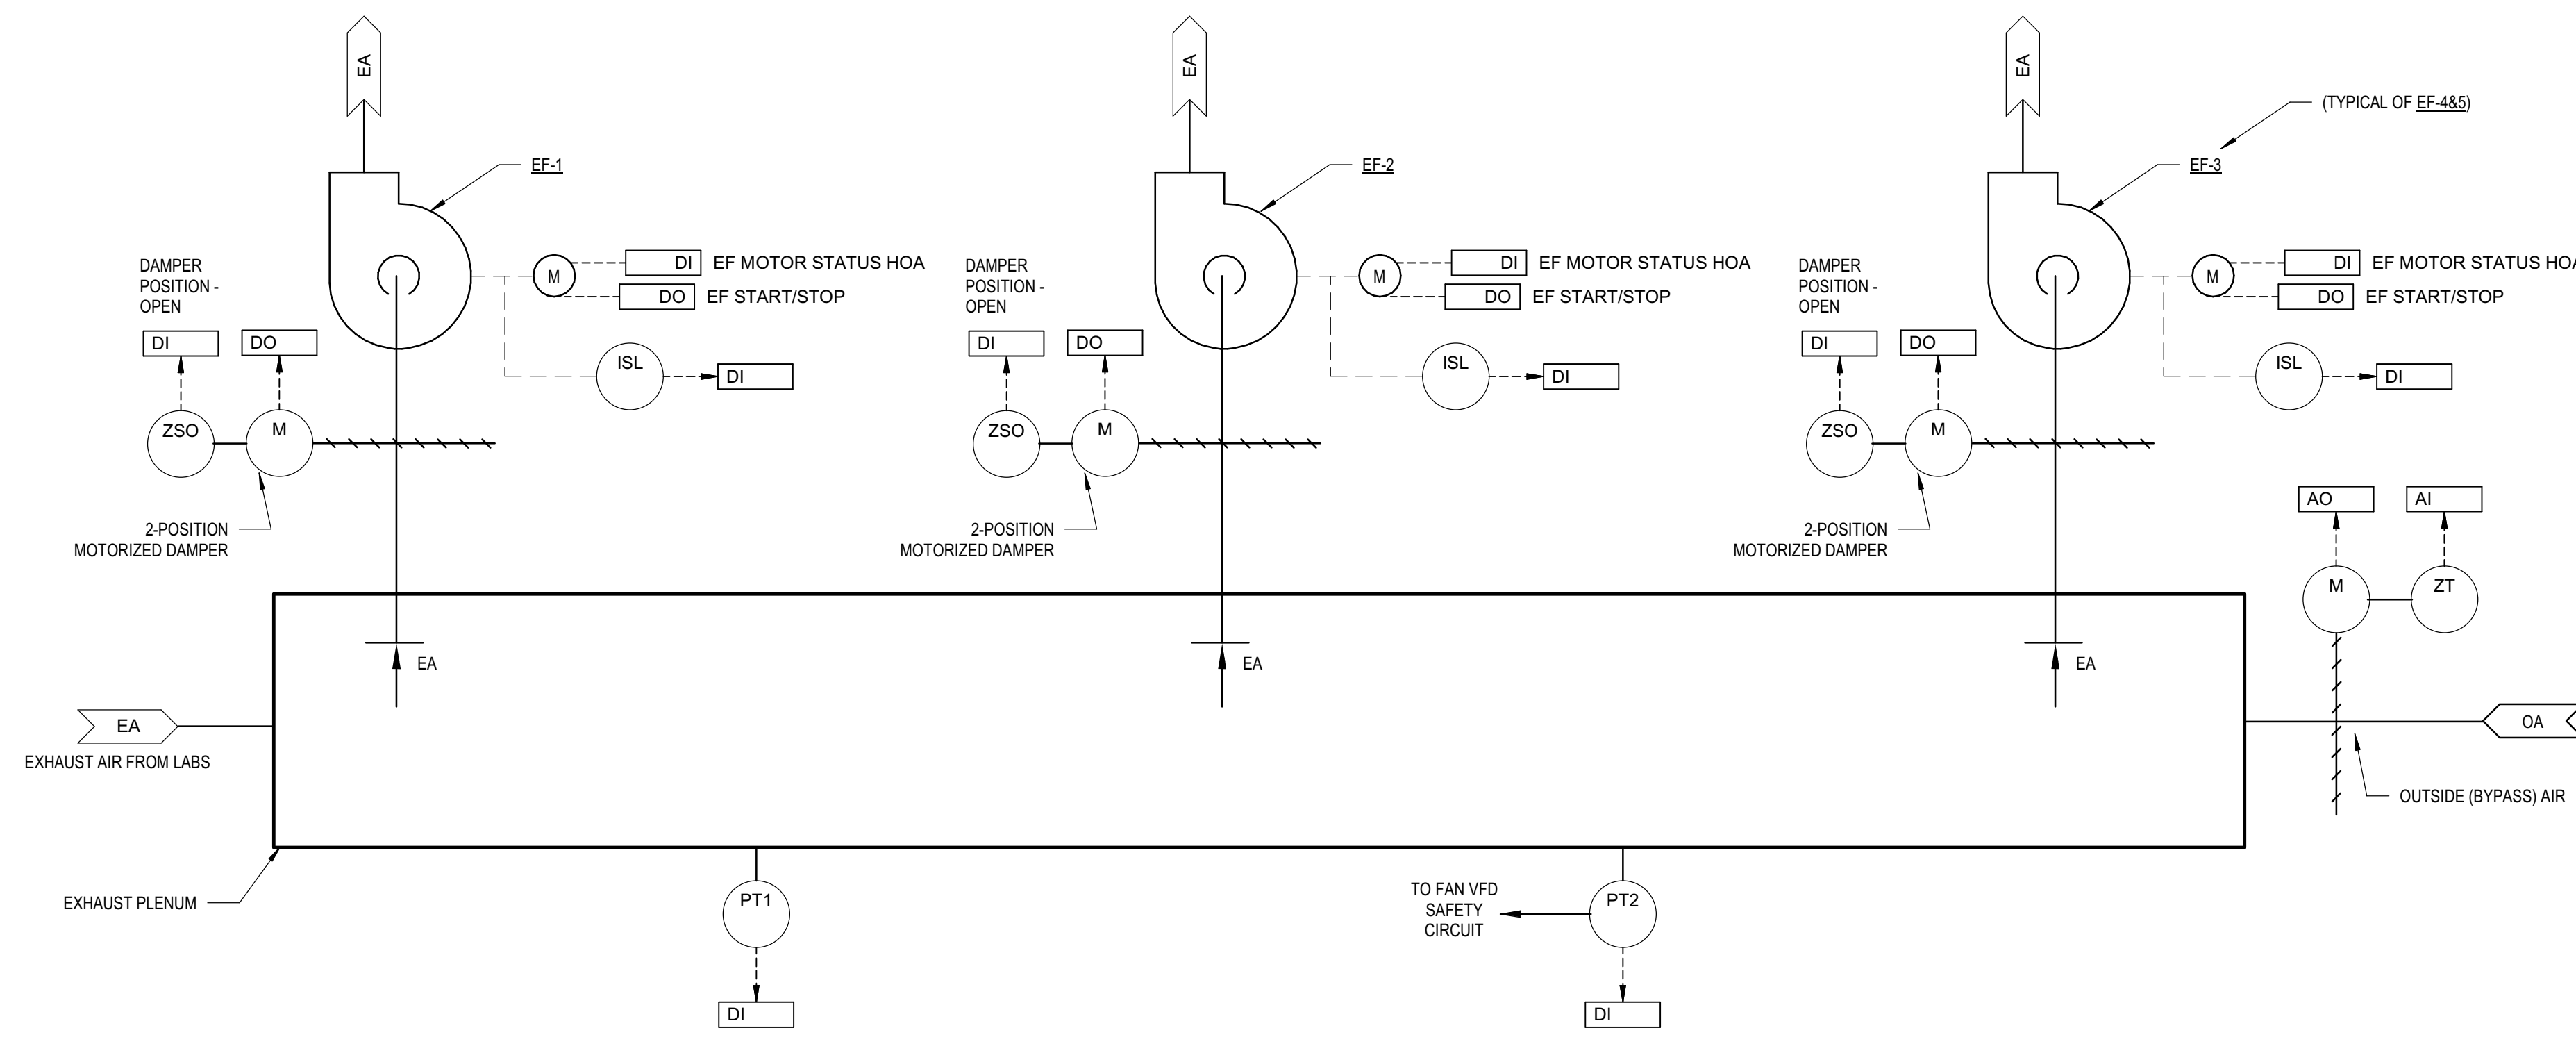 EA
EA
EA
(TYPICAL OF EF-4&5)
EF-1
EF-2
EF-3
DAMPER
POSITION -
OPEN
M
DI
EF MOTOR STATUS HOA
DO
EF START/STOP
DAMPER
POSITION -
OPEN
M
DI
EF MOTOR STATUS HOA
DO
EF START/STOP
DAMPER
POSITION -
OPEN
M
DI
EF MOTOR STATUS HOA
DO
EF START/STOP
DI
DO
ISL
DI
DI
DO
ISL
DI
DI
DO
ISL
DI
ZSO
M
ZSO
M
ZSO
M
2-POSITION
MOTORIZED DAMPER
2-POSITION
MOTORIZED DAMPER
2-POSITION
MOTORIZED DAMPER
AO
AI
M
ZT
EA
EA
EA
EA
EXHAUST AIR FROM LABS
OA
OUTSIDE (BYPASS) AIR
EXHAUST PLENUM
PT1
TO FAN VFD
SAFETY
CIRCUIT
PT2
DI
DI